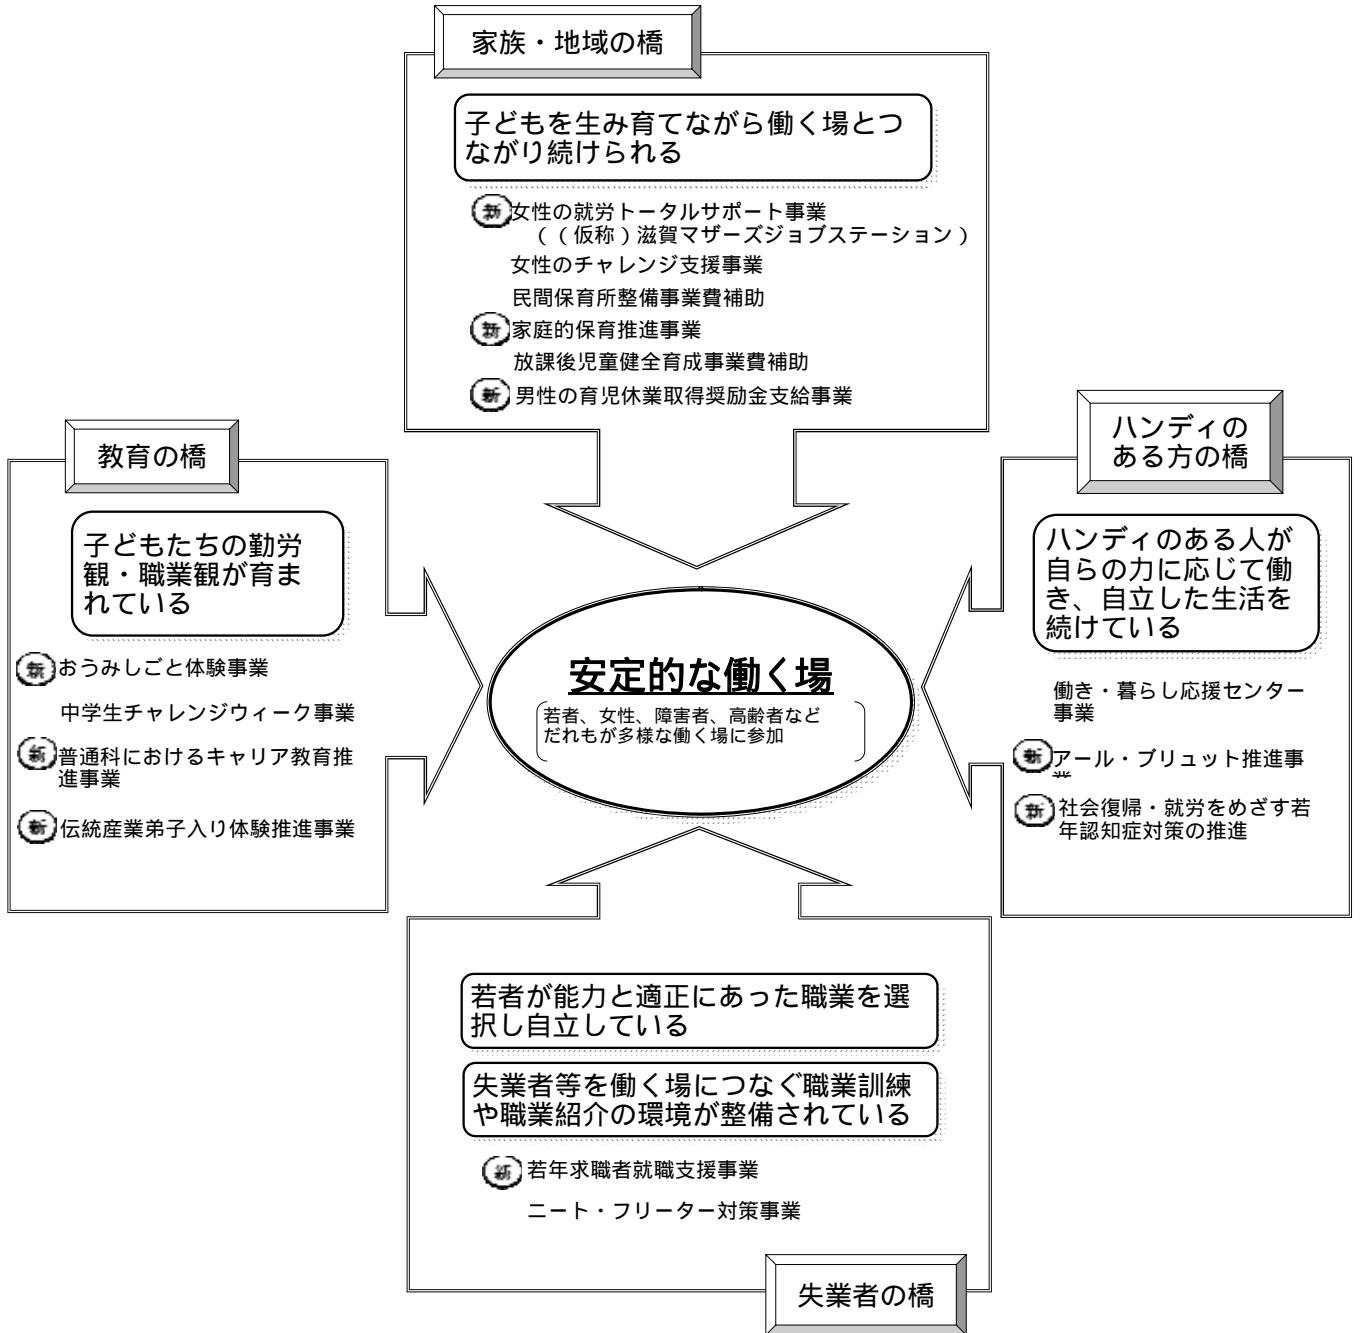 家族・地域の橋
子どもを生み育てながら働く場とつ
ながり続けられる
新 女性の就労トータルサポート事業
（（仮称）滋賀マザーズジョブステーション）
女性のチャレンジ支援事業
民間保育所整備事業費補助
新 家庭的保育推進事業
放課後児童健全育成事業費補助
新 男性の育児休業取得奨励金支給事業
教育の橋
子どもたちの勤労
観・職業観が育ま
れている
新 おうみしごと体験事業
中学生チャレンジウィーク事業
新 普通科におけるキャリア教育推
進事業
新 伝統産業弟子入り体験推進事業
ハンディの
ある方の橋
ハンディのある人が
自らの力に応じて働
き、自立した生活を
続けている
働き・暮らし応援センター
事業
新 アール・ブリュット推進事
新 社会復帰・就労をめざす若
年認知症対策の推進
安定的な働く場
若者、女性、障害者、高齢者など
だれもが多様な働く場に参加
若者が能力と適正にあった職業を選
択し自立している
失業者等を働く場につなぐ職業訓練
や職業紹介の環境が整備されている
新 若年求職者就職支援事業
ニート・フリーター対策事業
失業者の橋